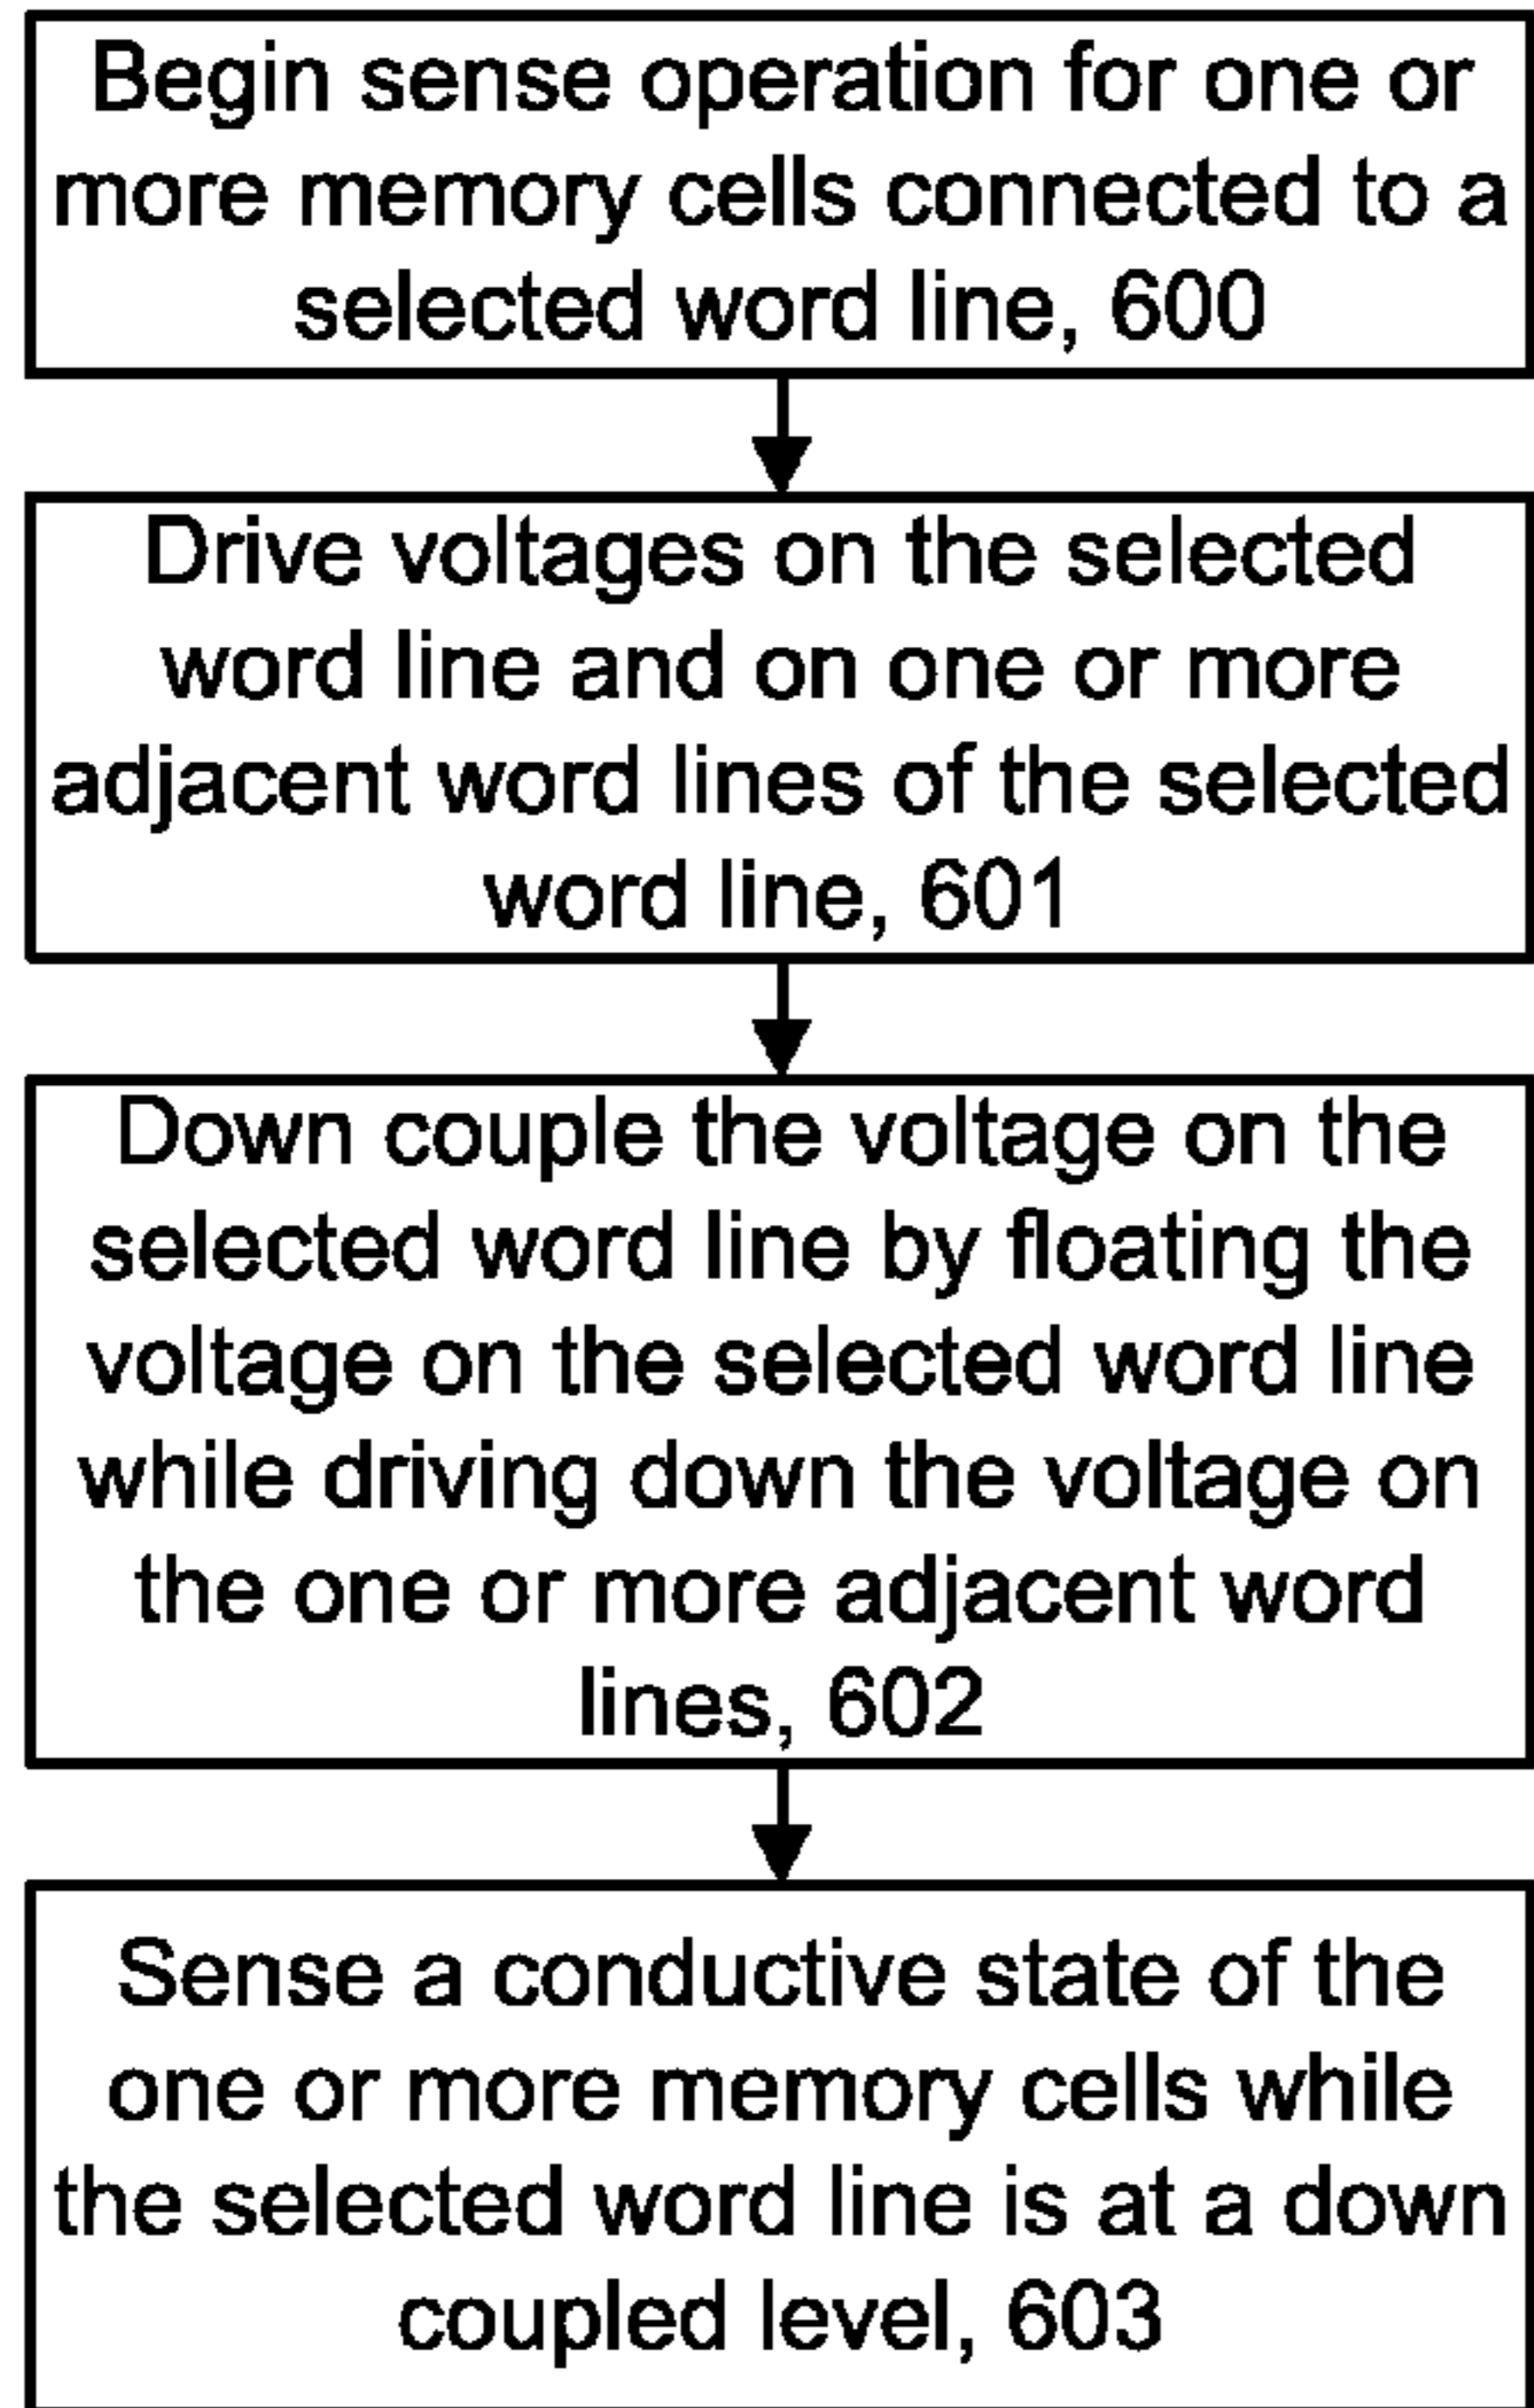 Begin sense operation for one or
more memory cells connected to a
selected word line, 600
Drive voltages on the selected
word line and on one or more
adjacent word lines of the selected
word line, 601
Down couple the voltage on the
selected word line by floating the
voltage on the selected word line
while driving down the voltage on
the one or more adjacent word
lines, 602
Sense a conductive state of the
one or more memory cells while
the selected word line is at a down
coupled level, 603